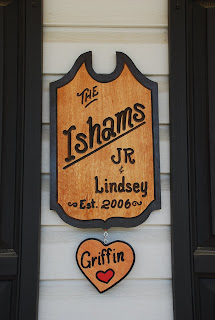 THE
Ishams
JR
&
Lindsey
Est. 2006
Griffin